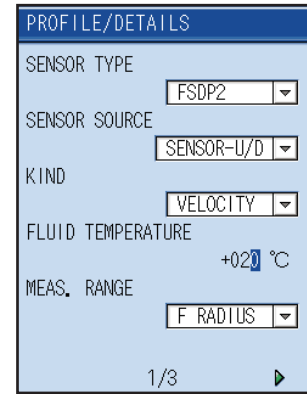 PROFILE/DETAILS
SENSOR TYPE
FSDP2
SENSOR SOURCE
SENSOR-U/D
KIND
VELOCITY
FLUID TEMPERATURE
+020 ℃
MEAS. RANGE
F RADIUS
1/3